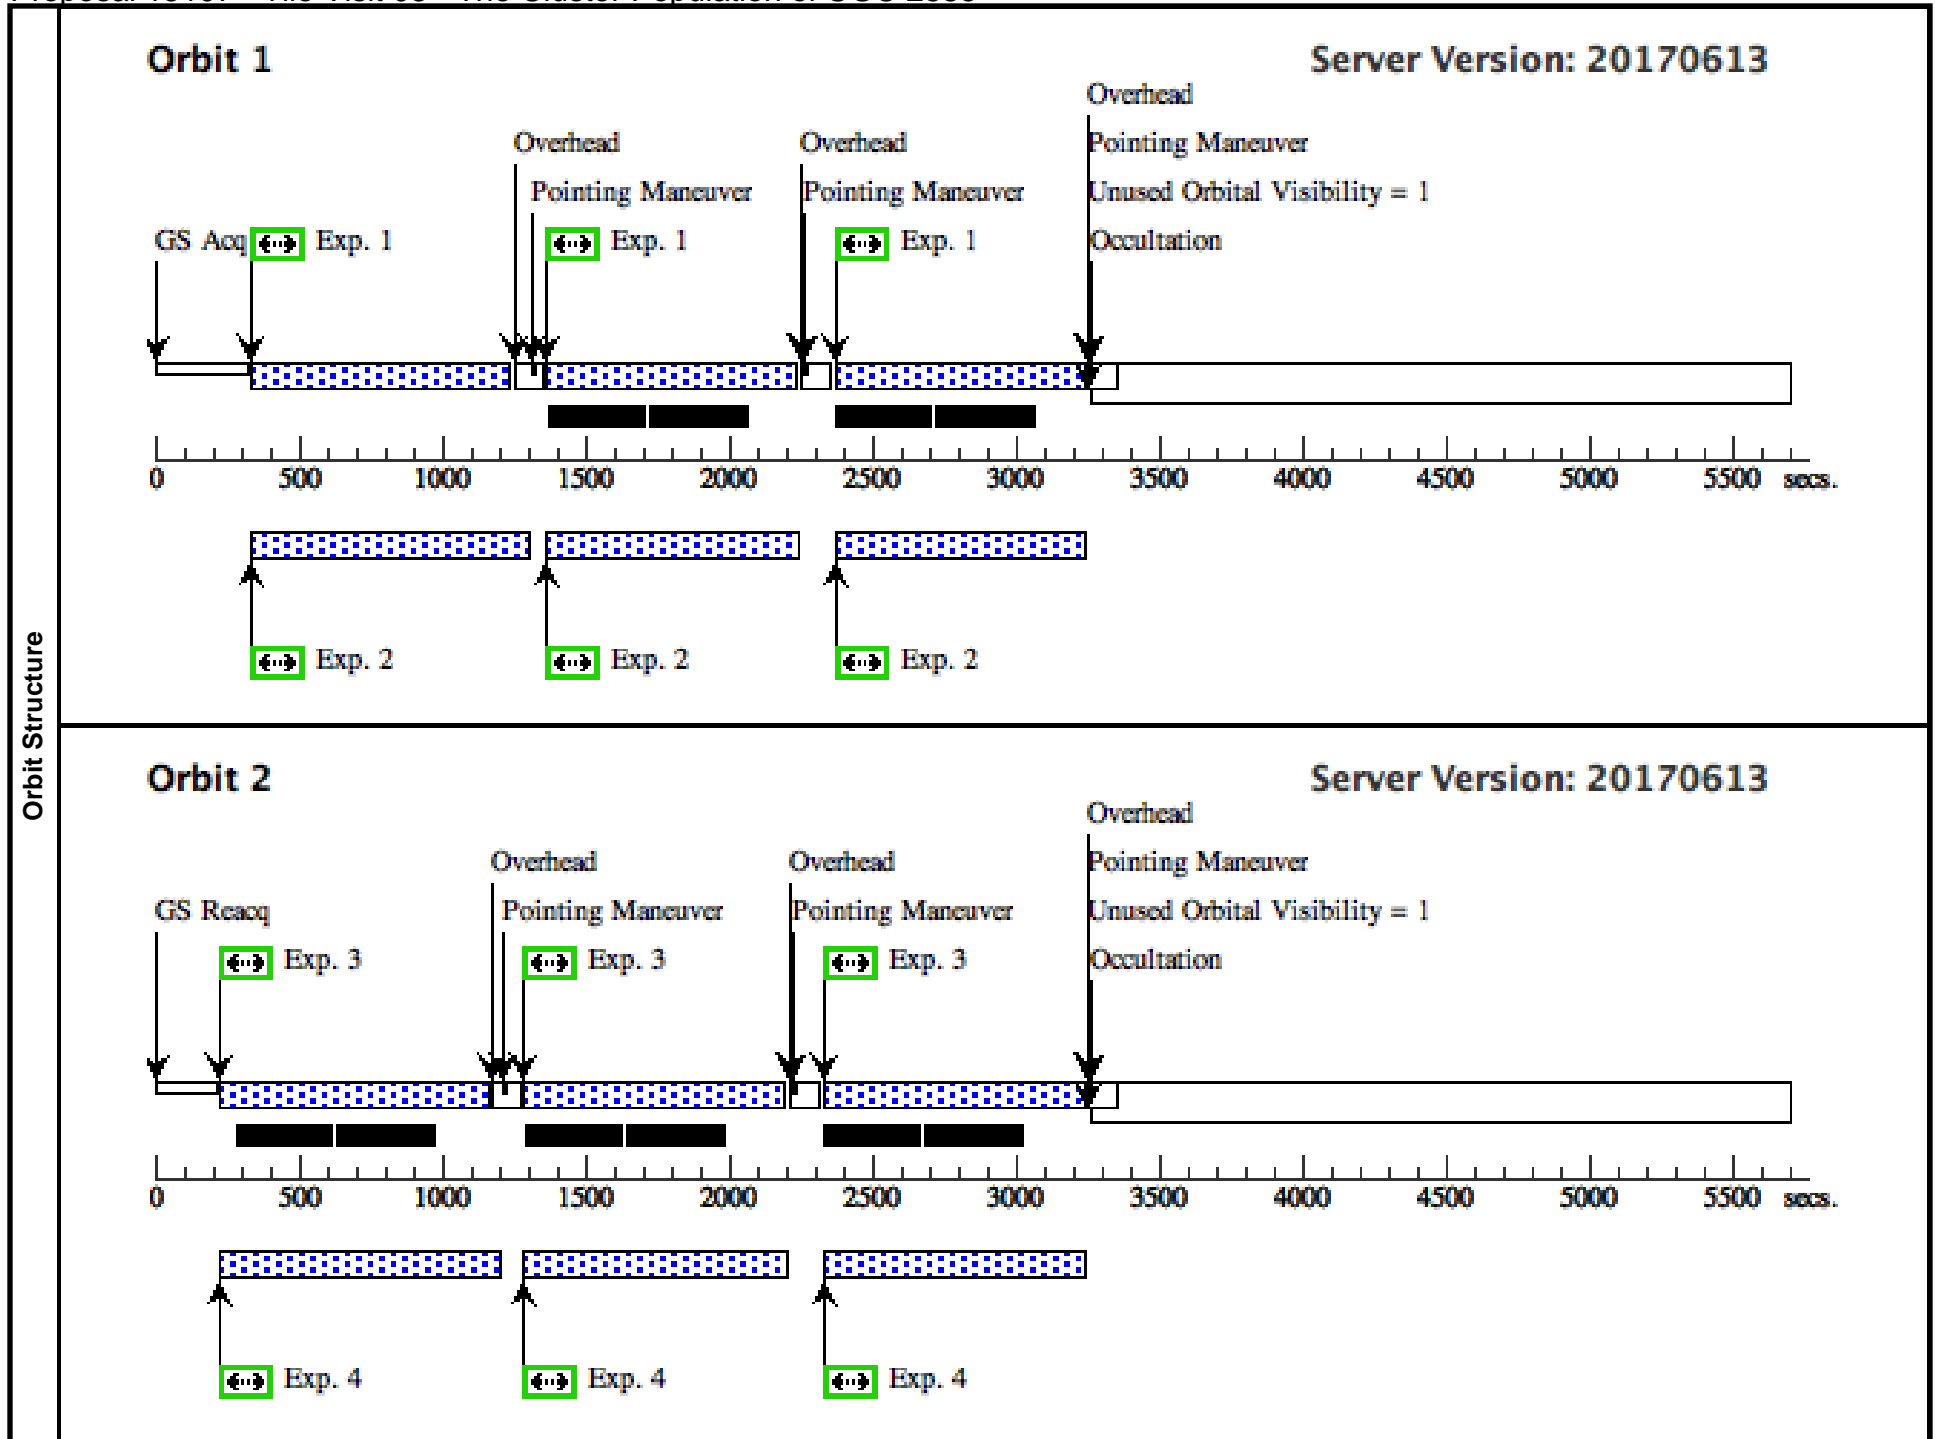 Orbit Structure
Orbit 1
Server Version: 20170613
Overhead
Overhead
Overhead
Pointing Maneuver
Pointing Maneuver
Pointing Maneuver
Unused Orbital Visibility = 1
GS Acq
Exp. 1
Exp. 1
Exp. 1
Occultation
0 500 1000 1500 2000 2500 3000 3500 4000 4500 5000 5500 secs.
Exp. 2
Exp. 2
Exp. 2
Orbit 2
Server Version: 20170613
Overhead
Overhead
Overhead
Pointing Maneuver
GS Reacq
Pointing Maneuver
Pointing Maneuver
Unused Orbital Visibility = 1
Exp. 3
Exp. 3
Exp. 3
Occultation
0 500 1000 1500 2000 2500 3000 3500 4000 4500 5000 5500 secs.
Exp. 4
Exp. 4
Exp. 4